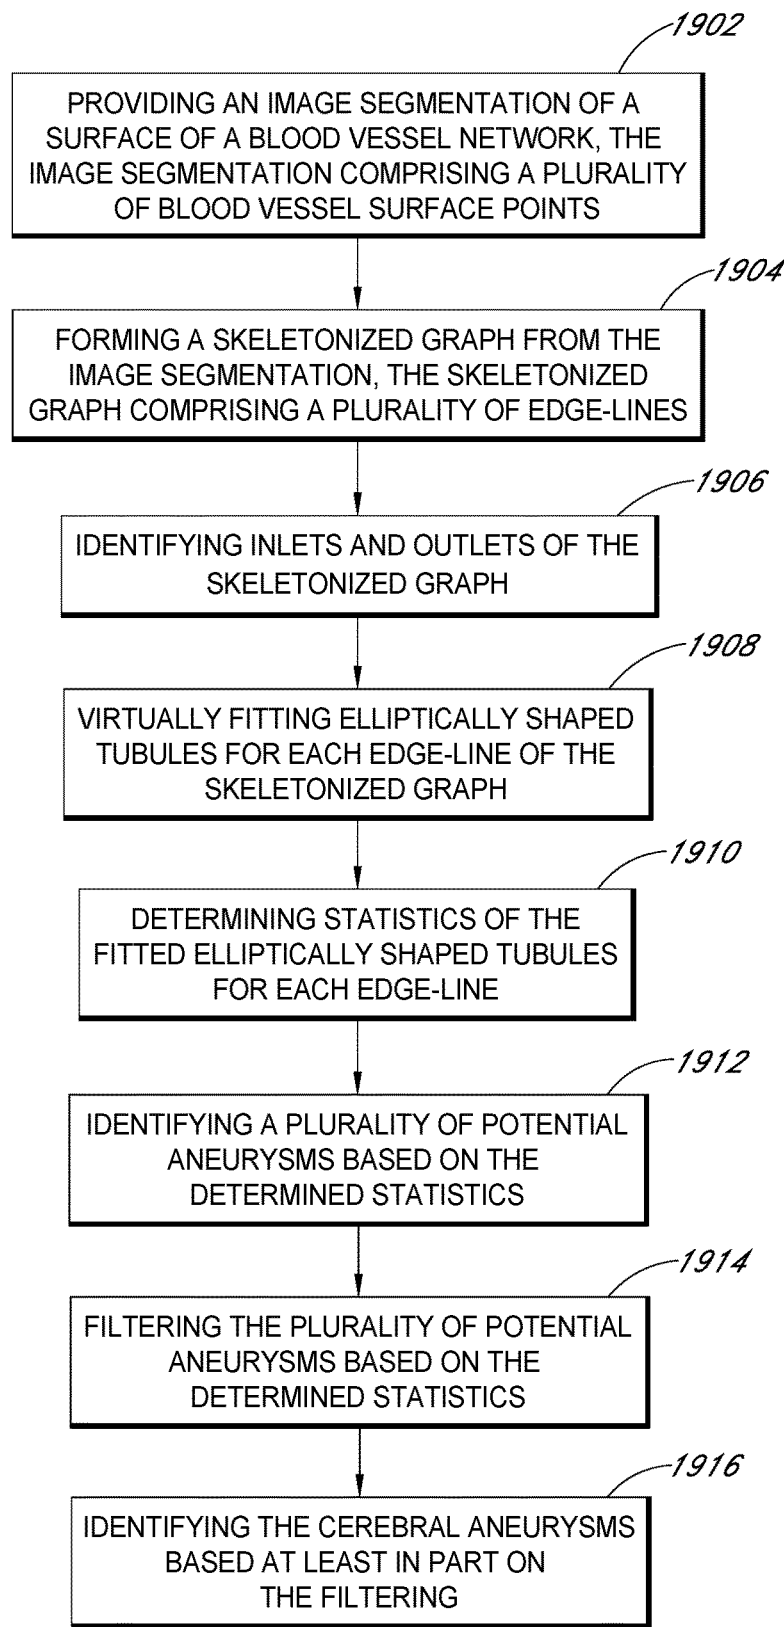 1902
PROVIDING AN IMAGE SEGMENTATION OF A
SURFACE OF A BLOOD VESSEL NETWORK, THE
IMAGE SEGMENTATION COMPRISING A PLURALITY
OF BLOOD VESSEL SURFACE POINTS
1904
FORMING A SKELETONIZED GRAPH FROM THE
IMAGE SEGMENTATION, THE SKELETONIZED
GRAPH COMPRISING A PLURALITY OF EDGE-LINES
1906
IDENTIFYING INLETS AND OUTLETS OF THE
SKELETONIZED GRAPH
1908
VIRTUALLY FITTING ELLIPTICALLY SHAPED
TUBULES FOR EACH EDGE-LINE OF THE
SKELETONIZED GRAPH
1910
DETERMINING STATISTICS OF THE
FITTED ELLIPTICALLY SHAPED TUBULES
FOR EACH EDGE-LINE
1912
IDENTIFYING A PLURALITY OF POTENTIAL
ANEURYSMS BASED ON THE
DETERMINED STATISTICS
1914
FILTERING THE PLURALITY OF POTENTIAL
ANEURYSMS BASED ON THE
DETERMINED STATISTICS
1916
IDENTIFYING THE CEREBRAL ANEURYSMS
BASED AT LEAST IN PART ON
THE FILTERING